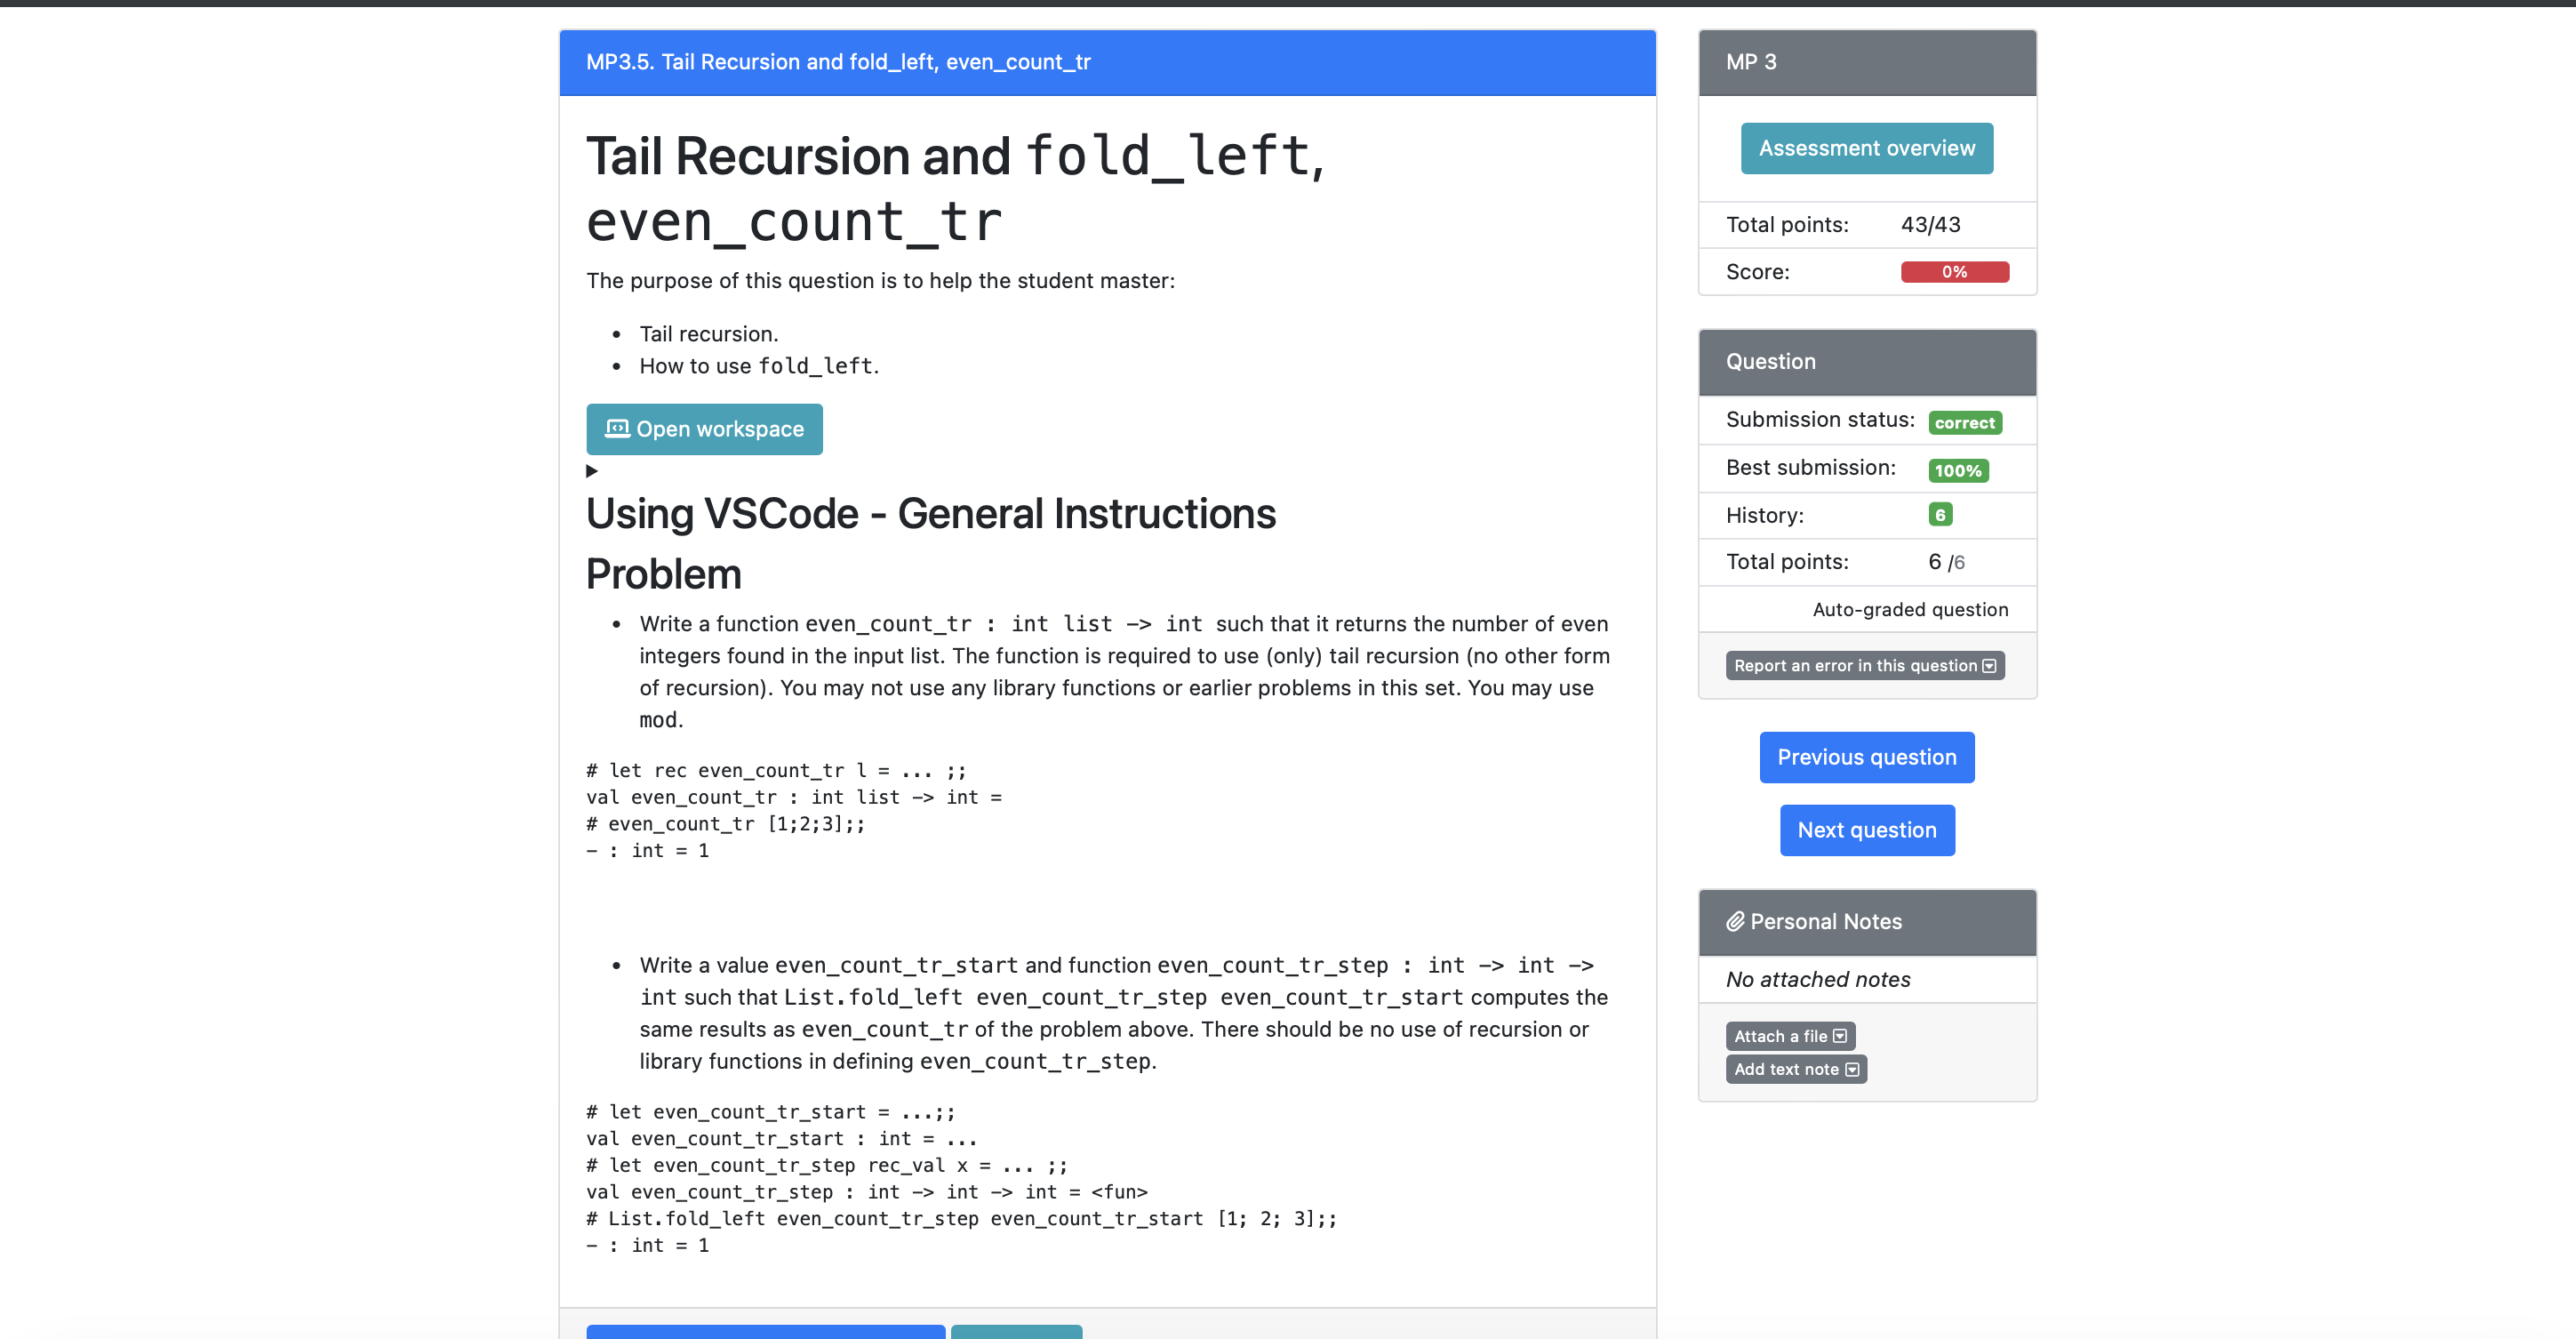 MP3.5. Tail Recursion and fold_left, even_count_tr
Tail Recursion and fold_left,
even_count_tr
The purpose of this question is to help the student master:
• Tail recursion.
• How to use fold_left.
Open workspace
Using VSCode - General Instructions
Problem
• Write a function even_count_tr : int list -> int such that it returns the number of even
integers found in the input list. The function is required to use (only) tail recursion (no other form
of recursion). You may not use any library functions or earlier problems in this set. You may use
mod.
# let rec even_count_tr l = ... ;;
val even_count_tr : int list -> int =
# even_count_tr [1;2;3];;
- : int = 1
• Write a value even_count_tr_start and function even_count_tr_step : int -> int ->
int such that List.fold_left even_count_tr_step even_count_tr_start computes the
same results as even_count_tr of the problem above. There should be no use of recursion or
library functions in defining even_count_tr_step.
# let even_count_tr_start = ...;;
val even_count_tr_start : int = ...
# let even_count_tr_step rec_val x = ... ;;
val even_count_tr_step : int -> int -> int = <fun>
# List.fold_left even_count_tr_step even_count_tr_start [1; 2; 3];;
- : int = 1
MP 3
Assessment overview
Total points: 43/43
Score: 0%
Question
Submission status: correct
Best submission: 100%
History: 6
Total points: 6 /6
Auto-graded question
Report an error in this question
Previous question
Next question
Personal Notes
No attached notes
Attach a file
Add text note